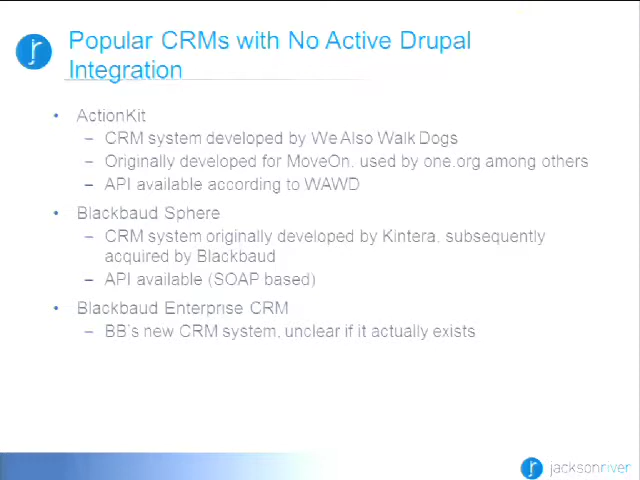 Popular CRMs with No Active Drupal
Integration
• ActionKit
– CRM system developed by We Also Walk Dogs
– Originally developed for MoveOn, used by one.org among others
– API available according to WAWD
• Blackbaud Sphere
– CRM system originally developed by Kintera, subsequently
acquired by Blackbaud
– API available (SOAP based)
• Blackbaud Enterprise CRM
– BB's new CRM system, unclear if it actually exists
jacksonriver